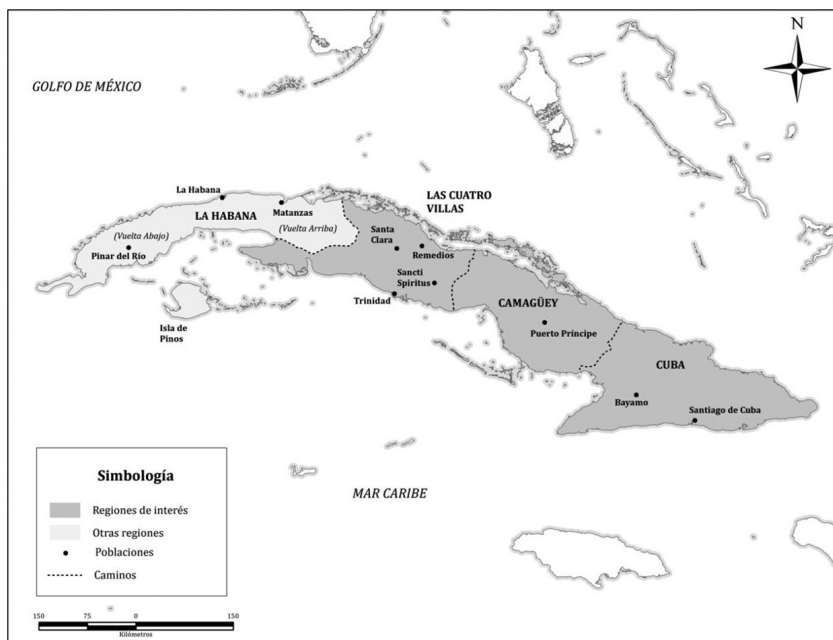 N
GOLFO DE MÉXICO
La Habana
LA HABANA
Matanzas
(Vuelta Arriba)
(Vuelta Abajo)
Pinar del Río
Isla de
Pinos
LAS CUATRO
VILLAS
Santa
Clara
Remedios
Sancti
Spiritus
Trinidad
CAMAGÜEY
Puerto Príncipe
CUBA
Bayamo
Santiago de Cuba
MAR CARIBE
Simbología
Regiones de interés
Otras regiones
Poblaciones
Caminos
150 75 0 150
Kilómetros